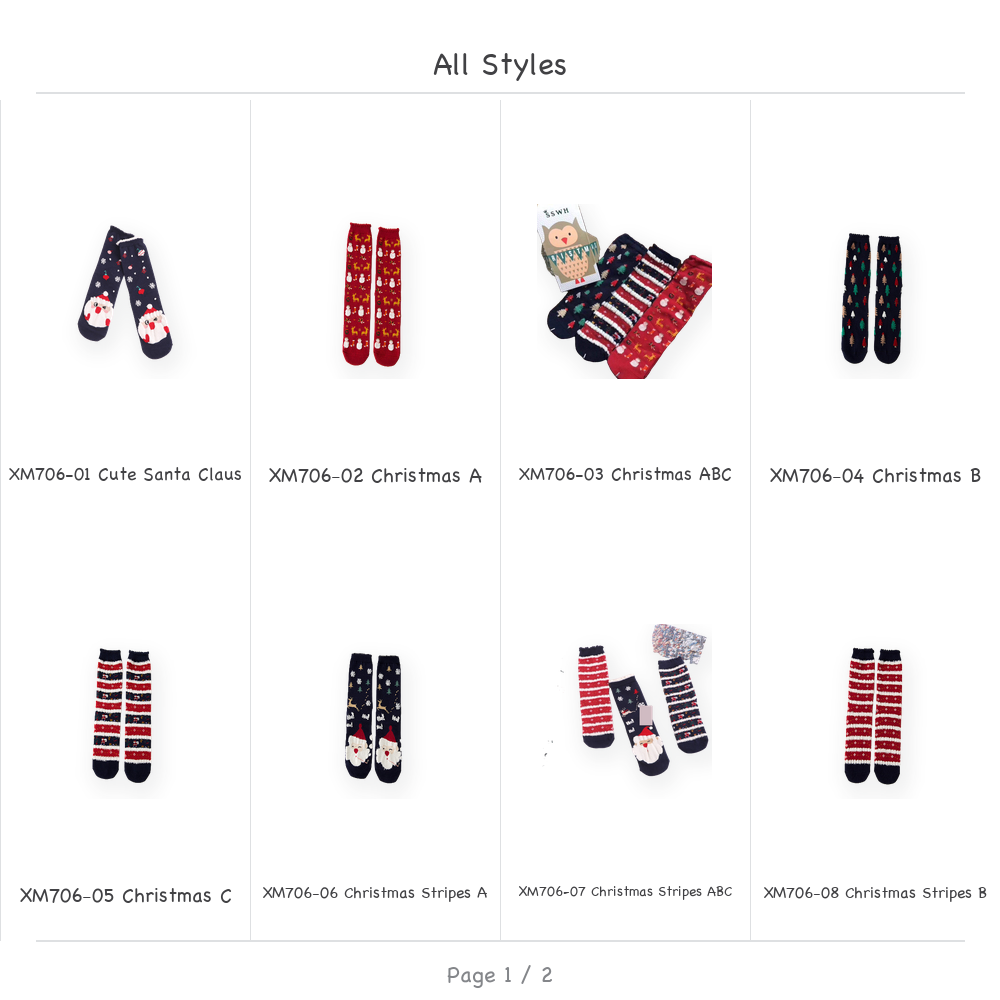 All Styles
SSWH
XM706-01 Cute Santa Claus
XM706-02 Christmas A
XM706-03 Christmas ABC
XM706-04 Christmas B
XM706-05 Christmas C
XM706-06 Christmas Stripes A
XM706-07 Christmas Stripes ABC
XM706-08 Christmas Stripes B
Page 1 / 2